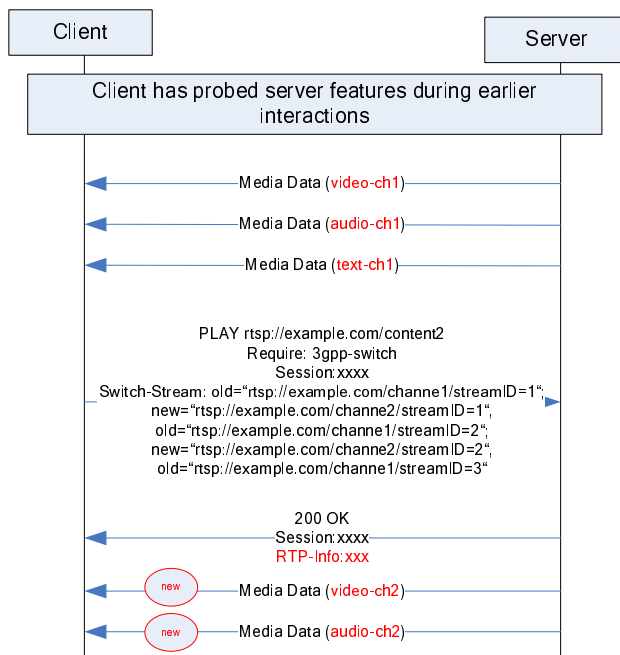 Client
Server
Client has probed server features during earlier
interactions
Media Data (video-ch1)
Media Data (audio-ch1)
Media Data (text-ch1)
PLAY rtsp://example.com/content2
Require: 3gpp-switch
Session:xxxx
Switch-Stream: old=“rtsp://example.com/channe1/streamID=1“;
new=“rtsp://example.com/channe2/streamID=1“,
old=“rtsp://example.com/channe1/streamID=2“;
new=“rtsp://example.com/channe2/streamID=2“,
old=“rtsp://example.com/channe1/streamID=3“
200 OK
Session:xxxx
RTP-Info:xxx
new
Media Data (video-ch2)
new
Media Data (audio-ch2)